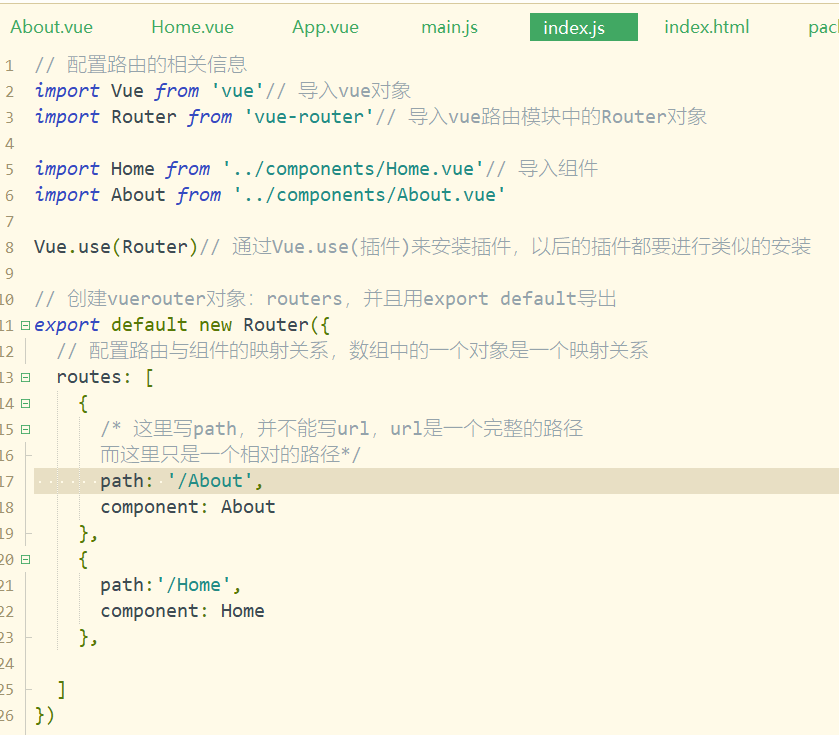 About.vue Home.vue App.vue main.js index.js index.html pac
1 // 配置路由的相关信息
2 import Vue from 'vue'// 导入vue对象
3 import Router from 'vue-router'// 导入vue路由模块中的Router对象
4
5 import Home from '../components/Home.vue'// 导入组件
6 import About from '../components/About.vue'
7
8 Vue.use(Router)// 通过Vue.use(插件)来安装插件，以后的插件都要进行类似的安装
9
10 // 创建vuerouter对象：routers，并且用export default导出
11 export default new Router({
12 // 配置路由与组件的映射关系，数组中的一个对象是一个映射关系
13 routes: [
14 {
15 /* 这里写path，并不能写url，url是一个完整的路径
16 而这里只是一个相对的路径*/
17 path: '/About',
18 component: About
19 },
20 {
21 path:'/Home',
22 component: Home
23 },
24
25 ]
26 })